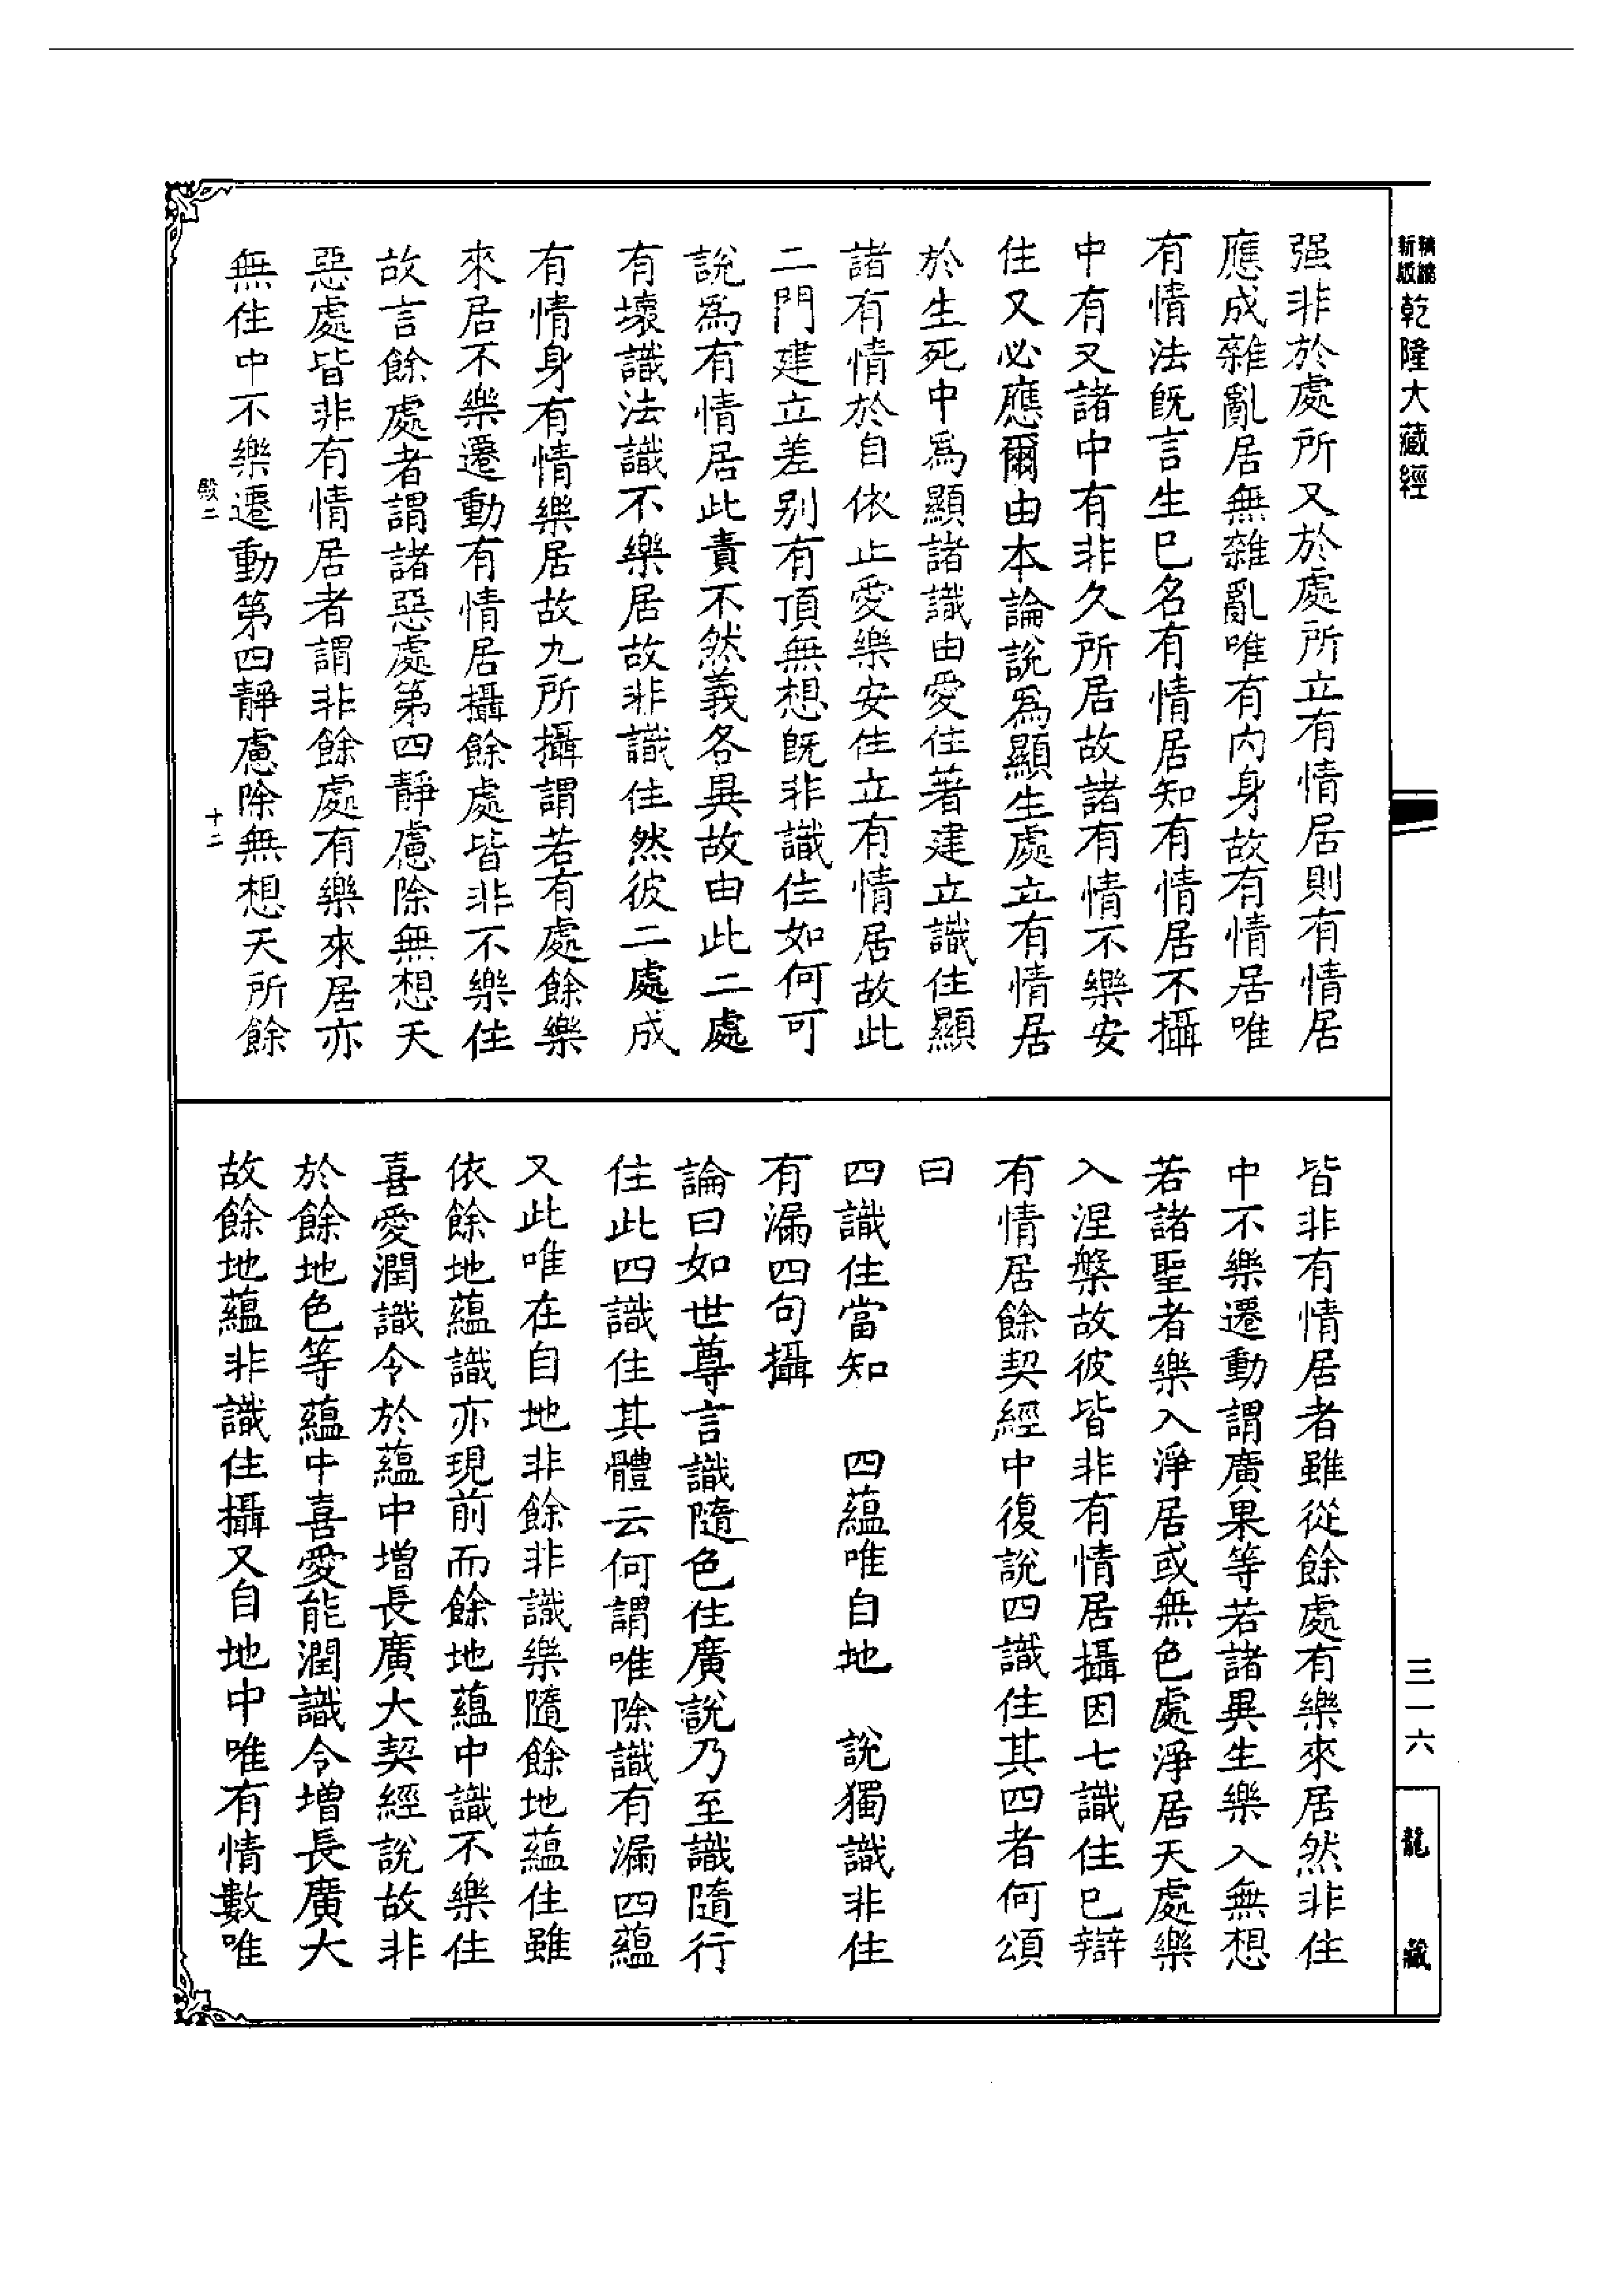 精縮新版乾隆大藏經
三一六
龍藏
强非於處所又於處所立有情居則有情居
應成雜亂居無雜亂唯有内身故有情居唯
有情法旣言生已名有情居知有情居不攝
中有又諸中有非久所居故諸有情不樂安
住又必應爾由本論說爲顯生處立有情居
於生死中爲顯諸識由愛住著建立識住顯
諸有情於自依止愛樂安住立有情居故此
二門建立差别有頂無想旣非識住如何可
說爲有情居此責不然義各異故由此二處
有壞識法識不樂居故非識住然彼二處成
有情身有情樂居故九所攝謂若有處餘樂
來居不樂遷動有情居攝餘處皆非不樂住
故言餘處者謂諸惡處第四靜慮除無想天
惡處皆非有情居者謂非餘處有樂來居亦
無住中不樂遷動第四靜慮除無想天所餘
殷二
十二
皆非有情居者雖從餘處有樂來居然非住
中不樂遷動謂廣果等若諸異生樂入無想
若諸聖者樂入淨居或無色處淨居天處樂
入涅槃故彼皆非有情居攝因七識住已辯
有情居餘契經中復說四識住其四者何頌
曰
四識住當知　四蘊唯自地　說獨識非住
有漏四句攝
論曰如世尊言識隨色住廣說乃至識隨行
住此四識住其體云何謂唯除識有漏四蘊
又此唯在自地非餘非識樂隨餘地蘊住雖
依餘地蘊識亦現前而餘地蘊中識不樂住
喜愛潤識令於蘊中增長廣大契經說故非
於餘地色等蘊中喜愛能潤識令增長廣大
故餘地蘊非識住攝又自地中唯有情數唯